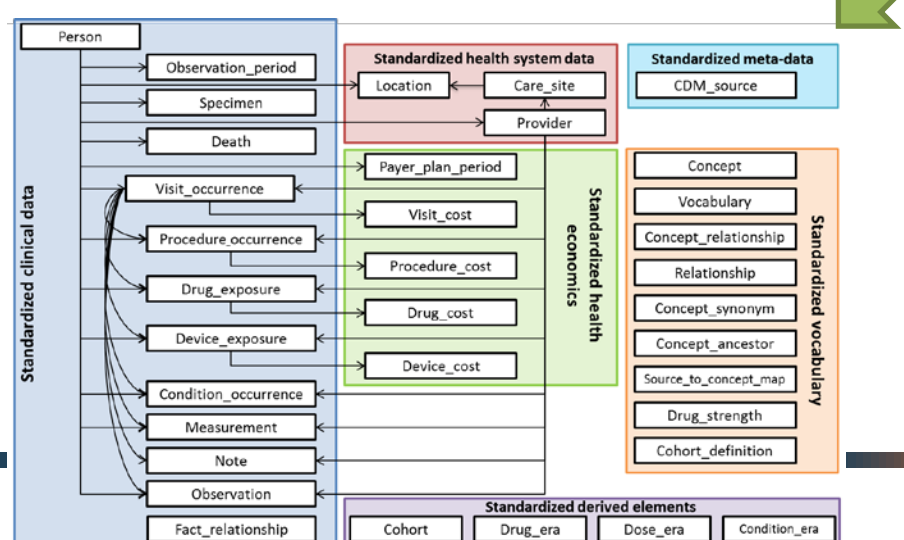 Person
Observation_period
Specimen
Death
Visit_occurrence
Procedure_occurrence
Drug_exposure
Device_exposure
Condition_occurrence
Measurement
Note
Observation
Fact_relationship
Standardized clinical data
Standardized health system data
Location
Care_site
Provider
Payer_plan_period
Visit_cost
Procedure_cost
Drug_cost
Device_cost
Standardized health
economics
Standardized meta-data
CDM_source
Concept
Vocabulary
Concept_relationship
Relationship
Concept_synonym
Concept_ancestor
Source_to_concept_map
Drug_strength
Cohort_definition
Standardized vocabulary
Standardized derived elements
Cohort
Drug_era
Dose_era
Condition_era